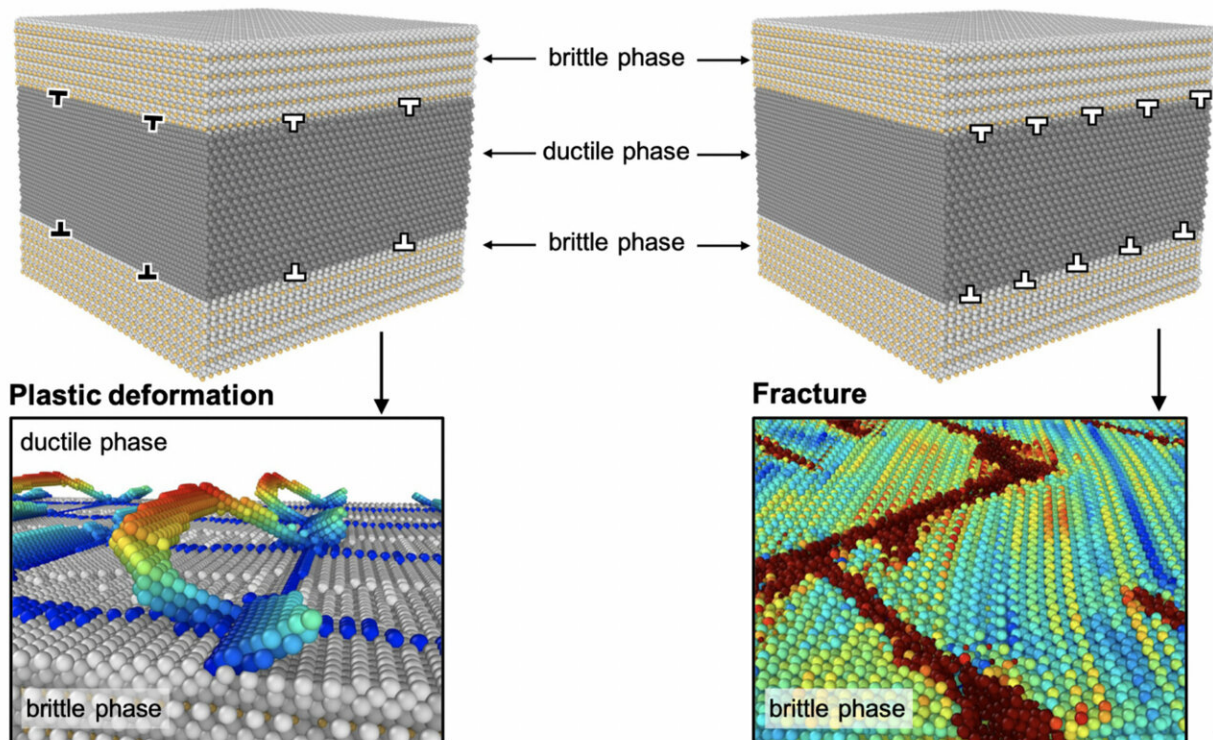 brittle phase
ductile phase
brittle phase
Plastic deformation
Fracture
ductile phase
brittle phase
brittle phase